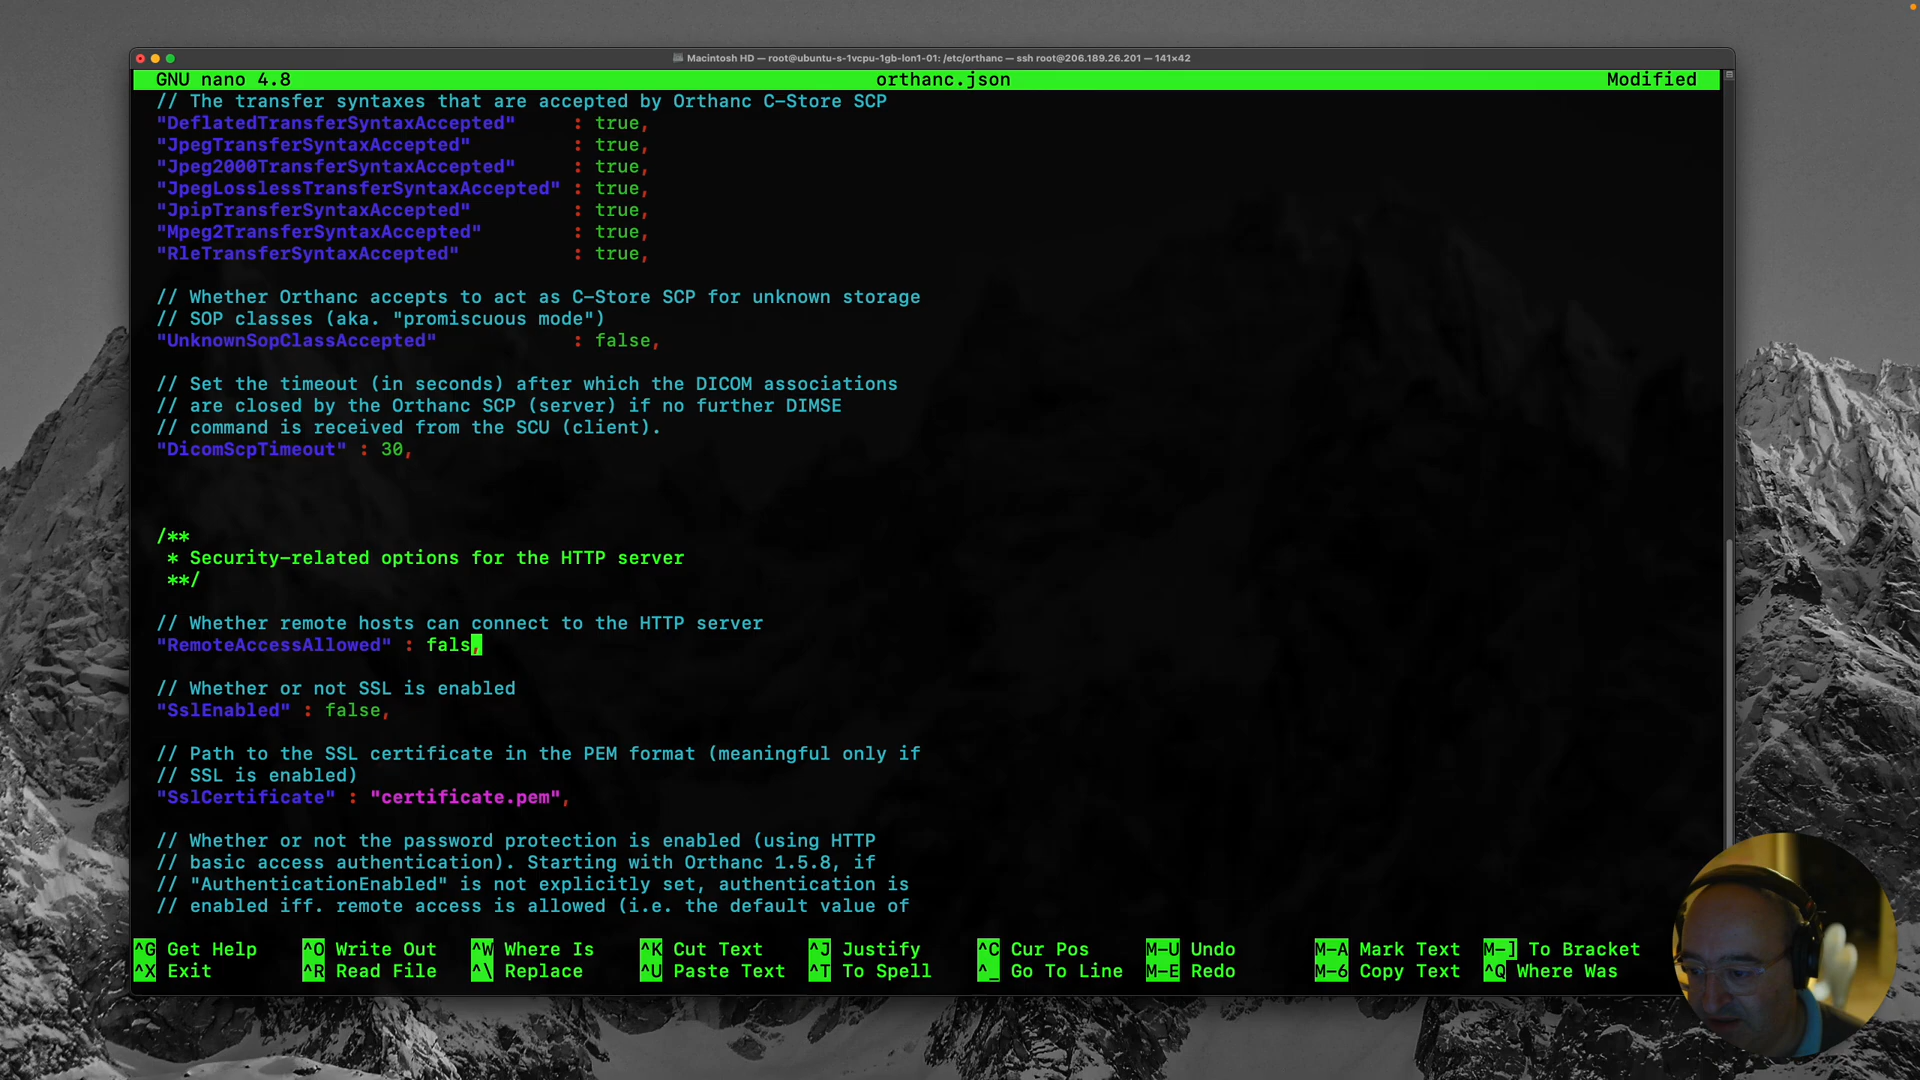 Macintosh HD — root@ubuntu-s-1vcpu-1gb-lon1-01: /etc/orthanc — ssh root@206.189.26.201 — 141×42
GNU nano 4.8 orthanc.json Modified
// The transfer syntaxes that are accepted by Orthanc C-Store SCP
"DeflatedTransferSyntaxAccepted" : true,
"JpegTransferSyntaxAccepted" : true,
"Jpeg2000TransferSyntaxAccepted" : true,
"JpegLosslessTransferSyntaxAccepted" : true,
"JpipTransferSyntaxAccepted" : true,
"Mpeg2TransferSyntaxAccepted" : true,
"RleTransferSyntaxAccepted" : true,
// Whether Orthanc accepts to act as C-Store SCP for unknown storage
// SOP classes (aka. "promiscuous mode")
"UnknownSopClassAccepted" : false,
// Set the timeout (in seconds) after which the DICOM associations
// are closed by the Orthanc SCP (server) if no further DIMSE
// command is received from the SCU (client).
"DicomScpTimeout" : 30,
/**
* Security-related options for the HTTP server
**/
// Whether remote hosts can connect to the HTTP server
"RemoteAccessAllowed" : fals,
// Whether or not SSL is enabled
"SslEnabled" : false,
// Path to the SSL certificate in the PEM format (meaningful only if
// SSL is enabled)
"SslCertificate" : "certificate.pem",
// Whether or not the password protection is enabled (using HTTP
// basic access authentication). Starting with Orthanc 1.5.8, if
// "AuthenticationEnabled" is not explicitly set, authentication is
// enabled iff. remote access is allowed (i.e. the default value of
^G Get Help ^O Write Out ^W Where Is ^K Cut Text ^J Justify ^C Cur Pos M-U Undo M-A Mark Text M-] To Bracket
^X Exit ^R Read File ^\ Replace ^U Paste Text ^T To Spell ^_ Go To Line M-E Redo M-6 Copy Text ^Q Where Was